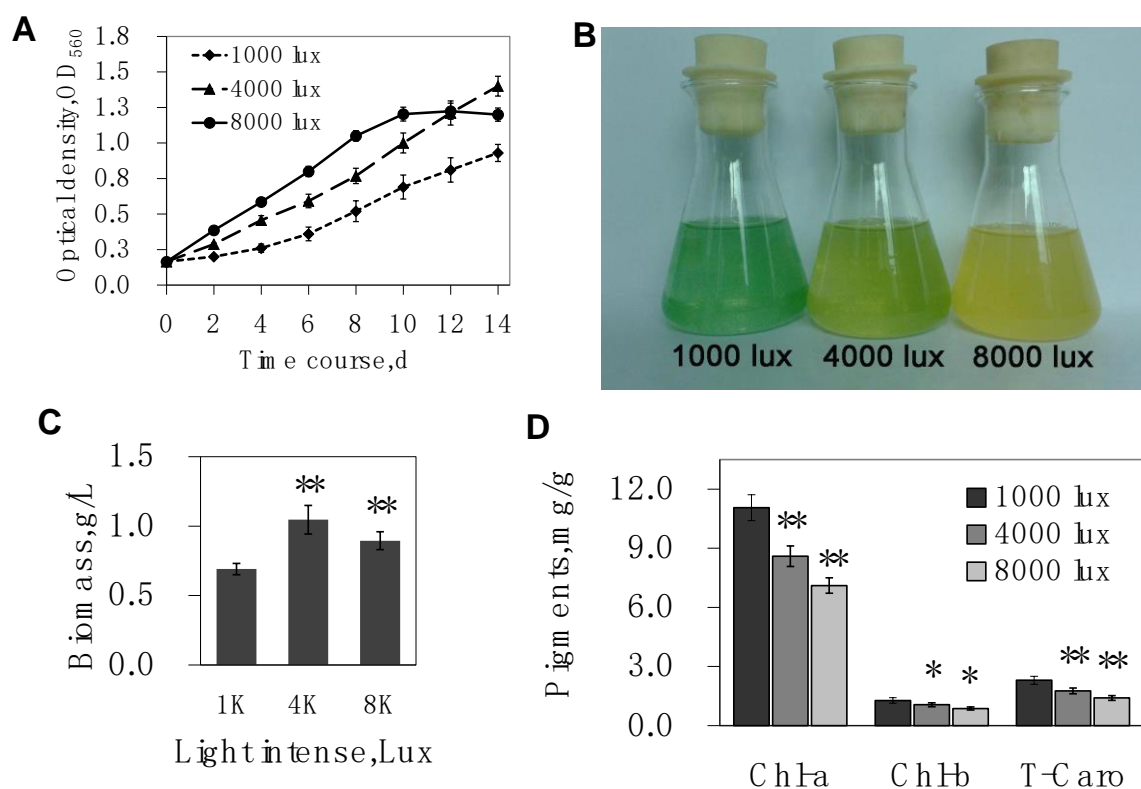 A
Optical density, OD560
1.8
1.5
1.3
1.0
0.8
0.5
0.3
0.0
1000 lux
4000 lux
8000 lux
0 2 4 6 8 10 12 14
Time course, d
B
1000 lux 4000 lux 8000 lux
C
Biomass, g/L
1.5
1.0
0.5
0.0
** **
1K 4K 8K
Light intense, Lux
D
Pigments, mg/g
12.0
9.0
6.0
3.0
0.0
1000 lux
4000 lux
8000 lux
** **
* *
** **
Chl-a Chl-b T-Caro